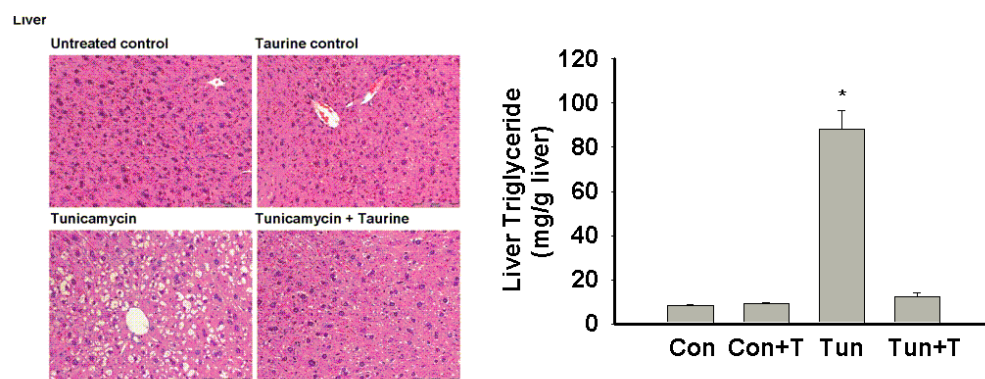 Liver
Untreated control
Taurine control
Tunicamycin
Tunicamycin + Taurine
Liver Triglyceride
(mg/g liver)
120
100
80
60
40
20
0
*
Con
Con+T
Tun
Tun+T